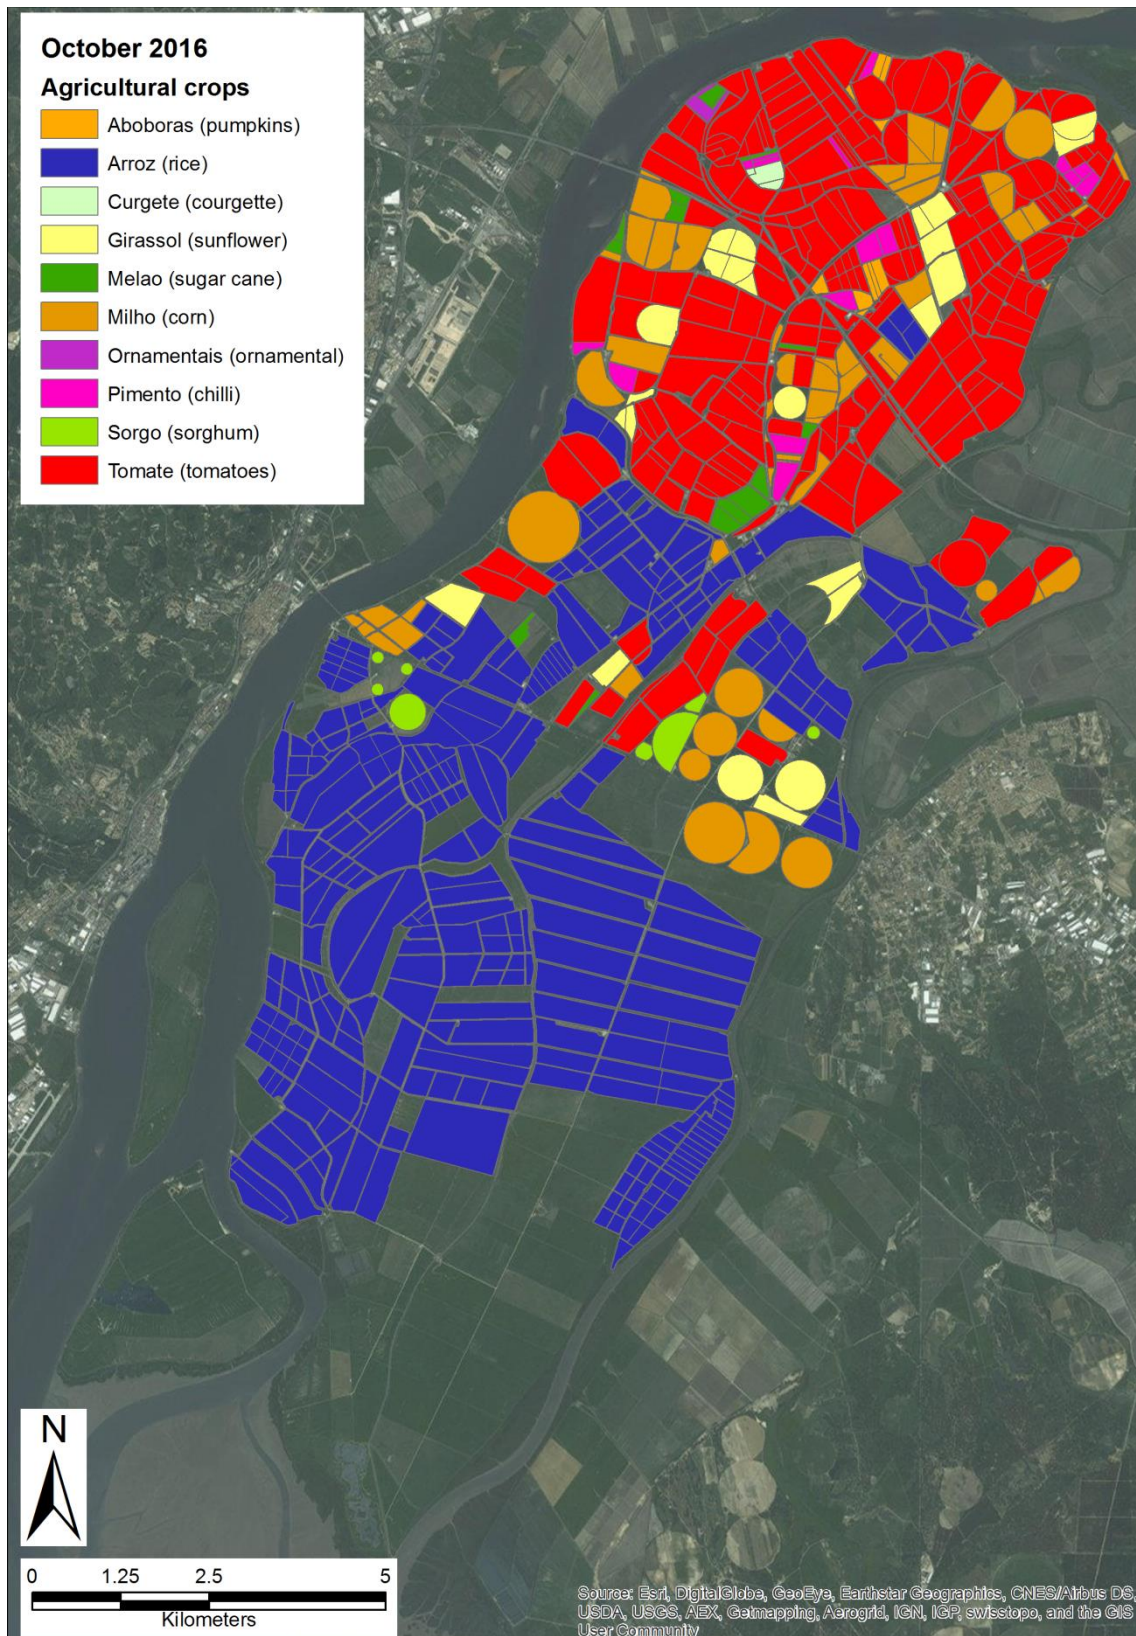 October 2016
Agricultural crops
Aboboras (pumpkins)
Arroz (rice)
Curgete (courgette)
Girassol (sunflower)
Melao (sugar cane)
Milho (corn)
Ornamentais (ornamental)
Pimento (chilli)
Sorgo (sorghum)
Tomate (tomatoes)
N
0 1.25 2.5 5
Kilometers
Source: Esri, DigitalGlobe, GeoEye, Earthstar Geographics, CNES/Airbus DS,
USDA, USGS, AEX, Getmapping, Aerogrid, IGN, IGP, swisstopo, and the GIS
User Community